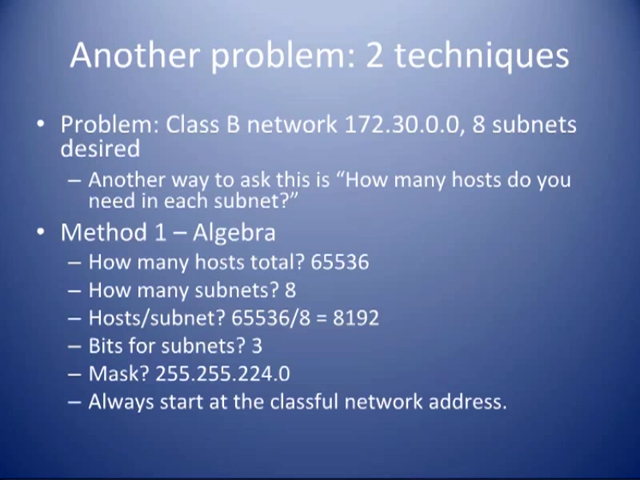 Another problem: 2 techniques
• Problem: Class B network 172.30.0.0, 8 subnets
desired
– Another way to ask this is “How many hosts do you
need in each subnet?”
• Method 1 – Algebra
– How many hosts total? 65536
– How many subnets? 8
– Hosts/subnet? 65536/8 = 8192
– Bits for subnets? 3
– Mask? 255.255.224.0
– Always start at the classful network address.